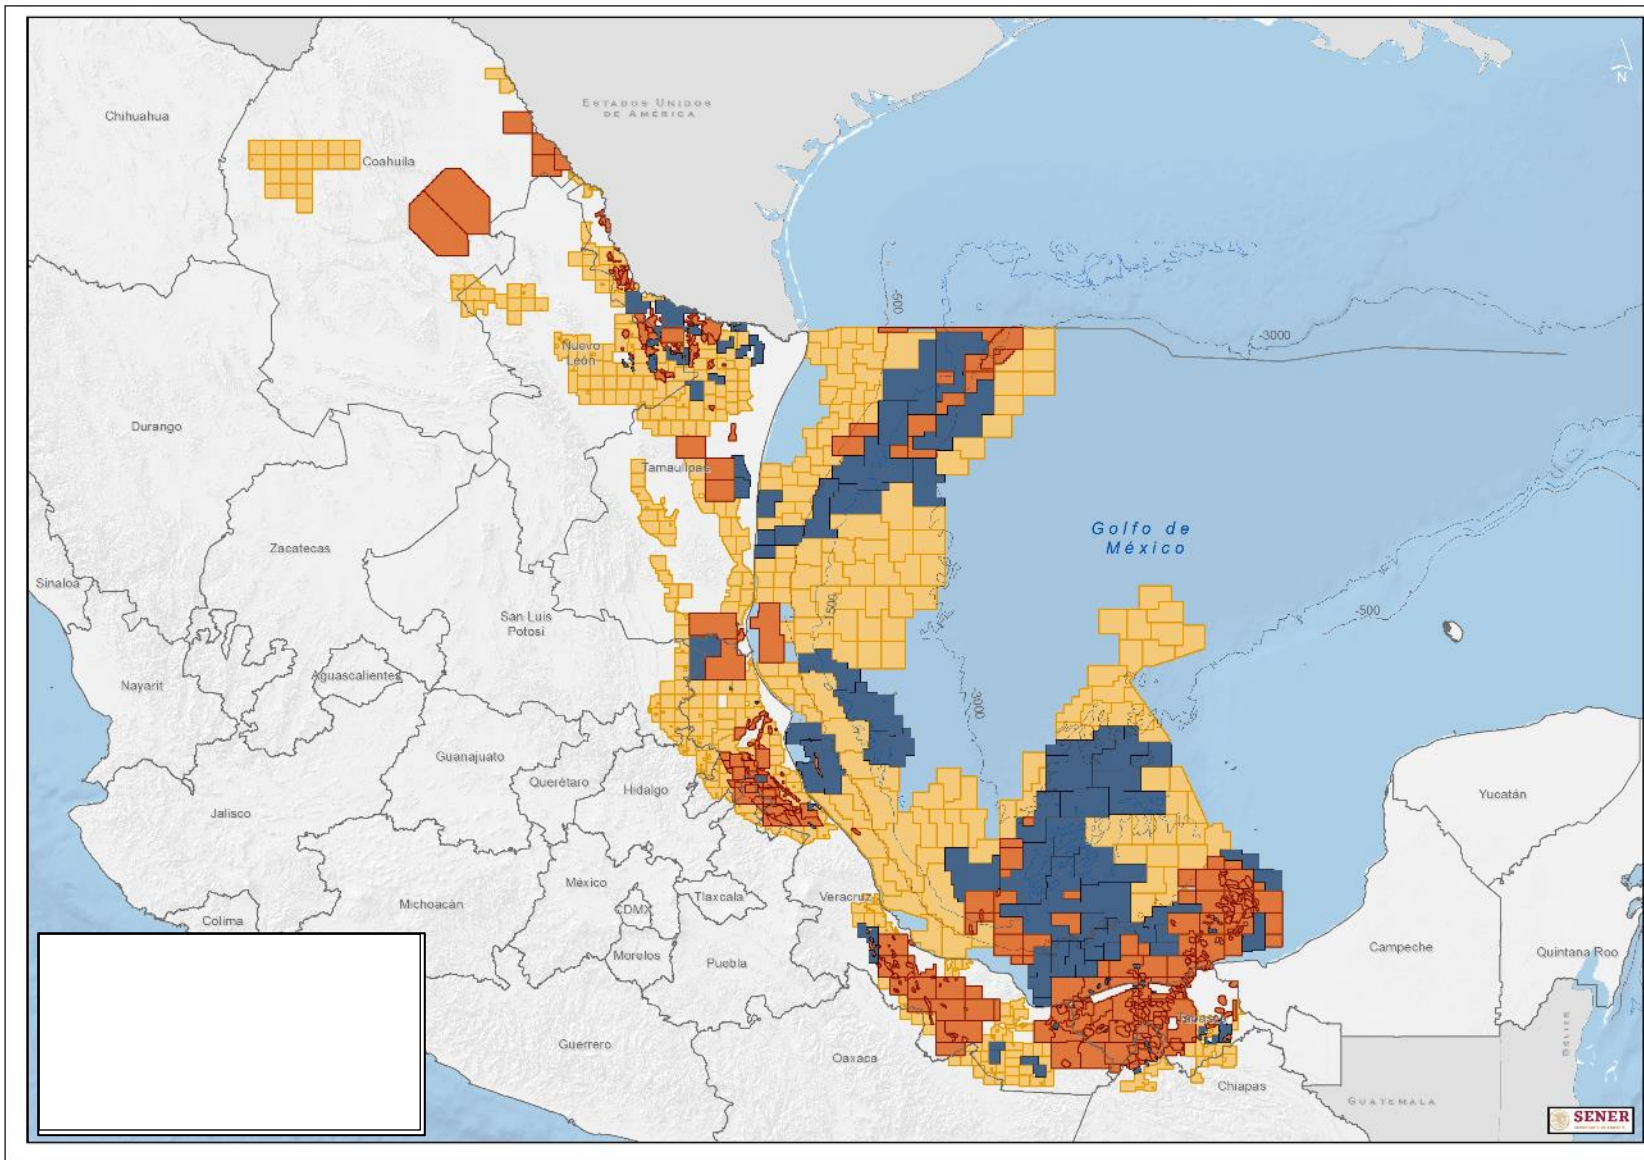 ESTADOS UNIDOS
DE AMÉRICA
N
Chihuahua
Coahuila
-500
-3000
Nuevo
León
Durango
Tamaulipas
Golfo de
México
Zacatecas
Sinaloa
-1500
-500
San Luis
Potosí
Aguascalientes
Nayarit
-3000
Guanajuato
Querétaro
Hidalgo
Yucatán
Jalisco
México
Tlaxcala
Veracruz
Michoacán
CDMX
Colima
Morelos
Puebla
Campeche
Quintana Roo
Tabasco
Guerrero
Oaxaca
BELICE
Chiapas
GUATEMALA
SENER